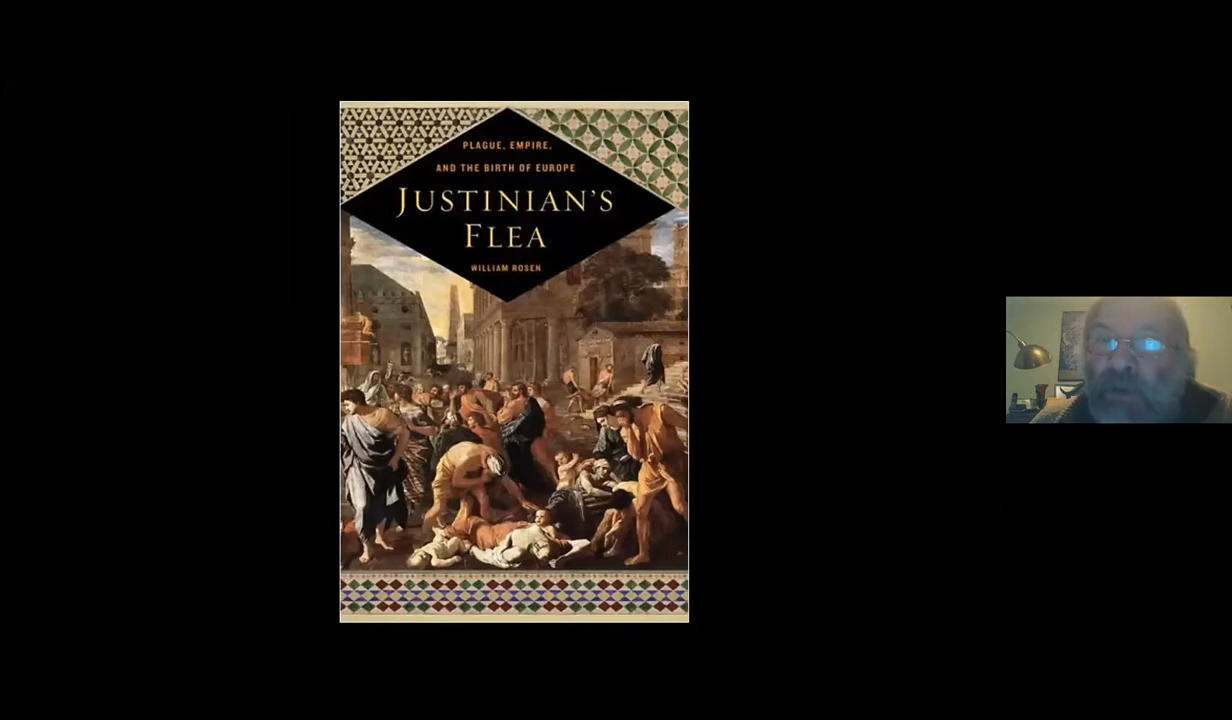 PLAGUE, EMPIRE,
AND THE BIRTH OF EUROPE
JUSTINIAN'S
FLEA
WILLIAM ROSEN